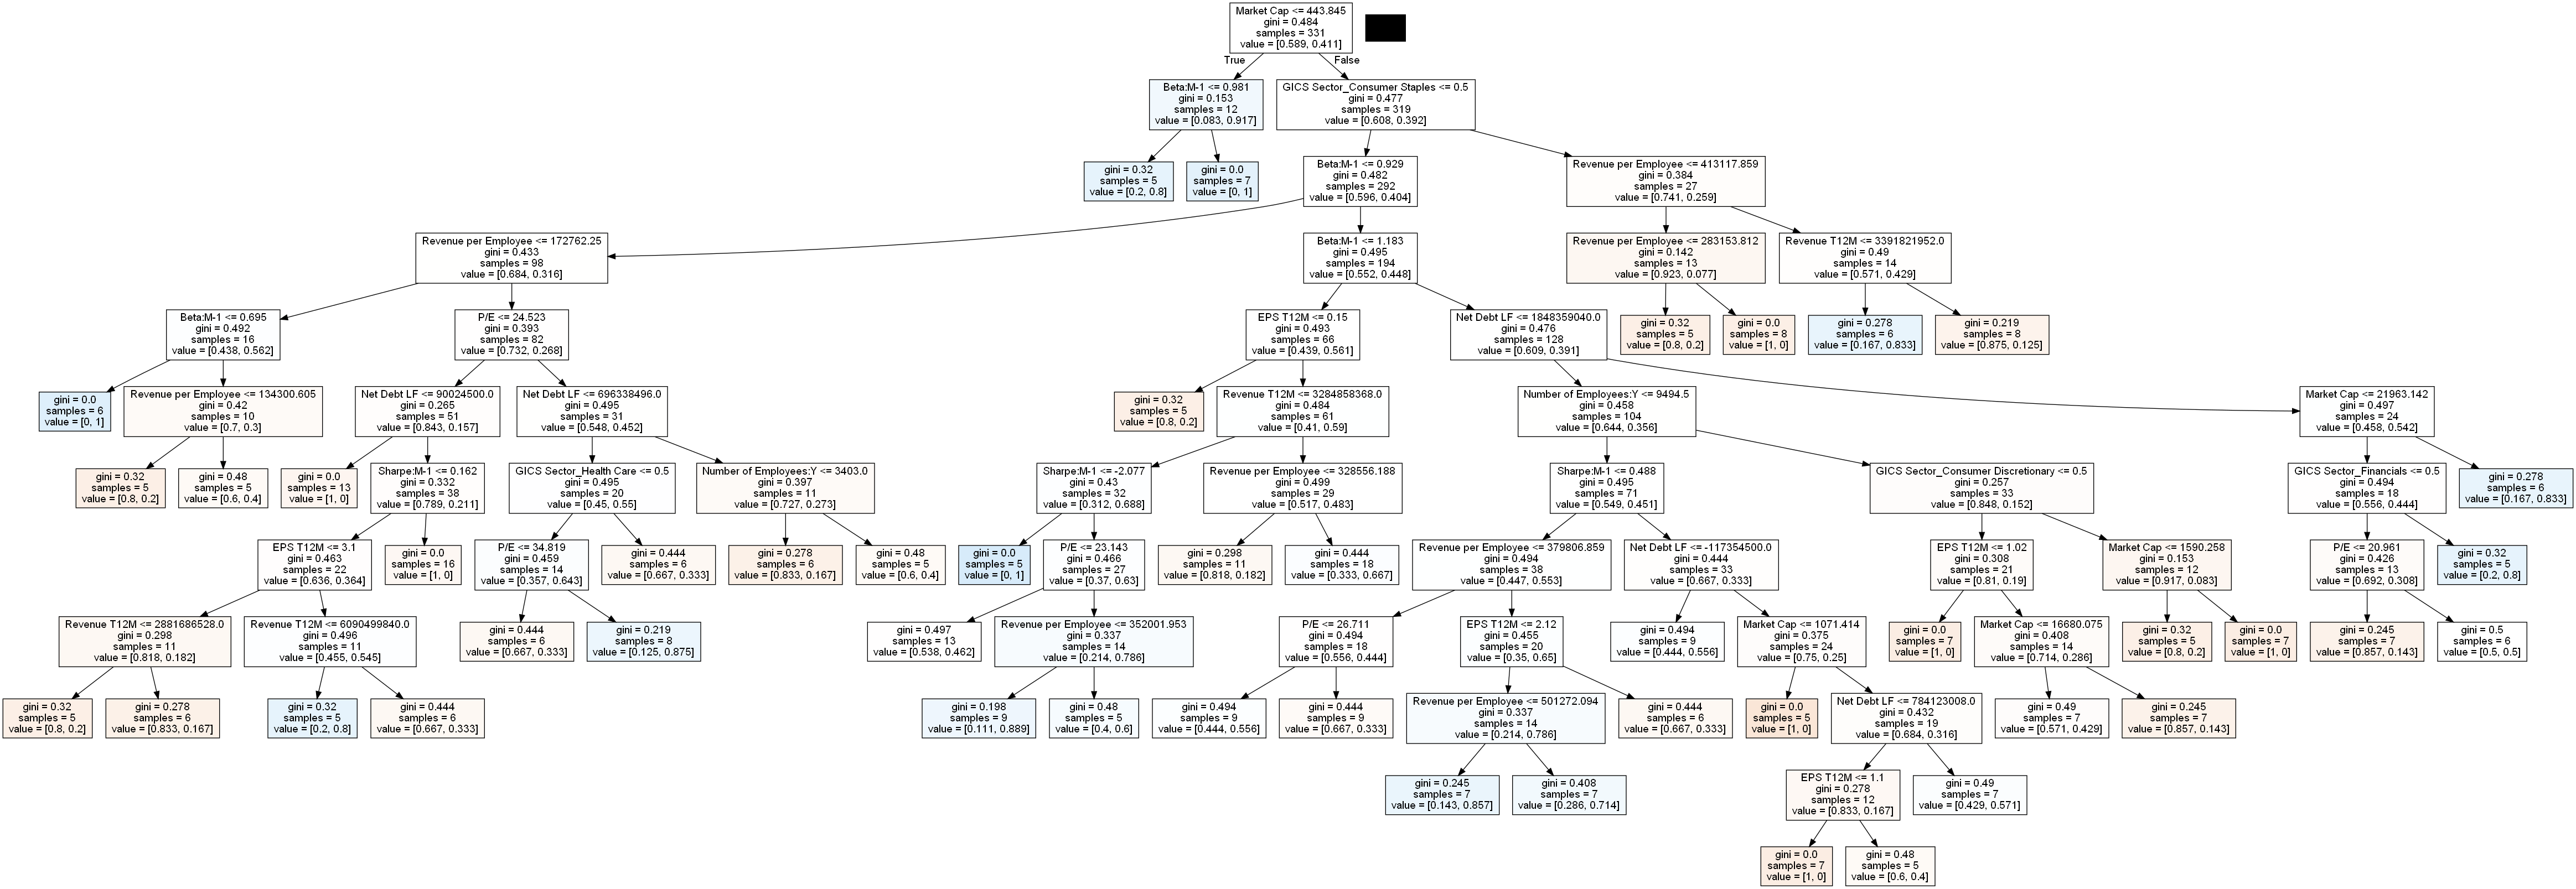 Market Cap <= 443.845
gini = 0.484
samples = 331
value = [0.589, 0.411]
True
False
Beta:M-1 <= 0.981
gini = 0.153
samples = 12
value = [0.083, 0.917]
GICS Sector_Consumer Staples <= 0.5
gini = 0.477
samples = 319
value = [0.608, 0.392]
gini = 0.32
samples = 5
value = [0.2, 0.8]
gini = 0.0
samples = 7
value = [0, 1]
Beta:M-1 <= 0.929
gini = 0.482
samples = 292
value = [0.596, 0.404]
Revenue per Employee <= 413117.859
gini = 0.384
samples = 27
value = [0.741, 0.259]
Revenue per Employee <= 172762.25
gini = 0.433
samples = 98
value = [0.684, 0.316]
Beta:M-1 <= 1.183
gini = 0.495
samples = 194
value = [0.552, 0.448]
Revenue per Employee <= 283153.812
gini = 0.142
samples = 13
value = [0.923, 0.077]
Revenue T12M <= 3391821952.0
gini = 0.49
samples = 14
value = [0.571, 0.429]
Beta:M-1 <= 0.695
gini = 0.492
samples = 16
value = [0.438, 0.562]
P/E <= 24.523
gini = 0.393
samples = 82
value = [0.732, 0.268]
EPS T12M <= 0.15
gini = 0.493
samples = 66
value = [0.439, 0.561]
Net Debt LF <= 1848359040.0
gini = 0.476
samples = 128
value = [0.609, 0.391]
gini = 0.32
samples = 5
value = [0.8, 0.2]
gini = 0.0
samples = 8
value = [1, 0]
gini = 0.278
samples = 6
value = [0.167, 0.833]
gini = 0.219
samples = 8
value = [0.875, 0.125]
gini = 0.0
samples = 6
value = [0, 1]
Revenue per Employee <= 134300.605
gini = 0.42
samples = 10
value = [0.7, 0.3]
Net Debt LF <= 90024500.0
gini = 0.265
samples = 51
value = [0.843, 0.157]
Net Debt LF <= 696338496.0
gini = 0.495
samples = 31
value = [0.548, 0.452]
gini = 0.32
samples = 5
value = [0.8, 0.2]
Revenue T12M <= 3284858368.0
gini = 0.484
samples = 61
value = [0.41, 0.59]
Number of Employees:Y <= 9494.5
gini = 0.458
samples = 104
value = [0.644, 0.356]
Market Cap <= 21963.142
gini = 0.497
samples = 24
value = [0.458, 0.542]
gini = 0.32
samples = 5
value = [0.8, 0.2]
gini = 0.48
samples = 5
value = [0.6, 0.4]
gini = 0.0
samples = 13
value = [1, 0]
Sharpe:M-1 <= 0.162
gini = 0.332
samples = 38
value = [0.789, 0.211]
GICS Sector_Health Care <= 0.5
gini = 0.495
samples = 20
value = [0.45, 0.55]
Number of Employees:Y <= 3403.0
gini = 0.397
samples = 11
value = [0.727, 0.273]
Sharpe:M-1 <= -2.077
gini = 0.43
samples = 32
value = [0.312, 0.688]
Revenue per Employee <= 328556.188
gini = 0.499
samples = 29
value = [0.517, 0.483]
Sharpe:M-1 <= 0.488
gini = 0.495
samples = 71
value = [0.549, 0.451]
GICS Sector_Consumer Discretionary <= 0.5
gini = 0.257
samples = 33
value = [0.848, 0.152]
GICS Sector_Financials <= 0.5
gini = 0.494
samples = 18
value = [0.556, 0.444]
gini = 0.278
samples = 6
value = [0.167, 0.833]
EPS T12M <= 3.1
gini = 0.463
samples = 22
value = [0.636, 0.364]
gini = 0.0
samples = 16
value = [1, 0]
P/E <= 34.819
gini = 0.459
samples = 14
value = [0.357, 0.643]
gini = 0.444
samples = 6
value = [0.667, 0.333]
gini = 0.278
samples = 6
value = [0.833, 0.167]
gini = 0.48
samples = 5
value = [0.6, 0.4]
gini = 0.0
samples = 5
value = [0, 1]
P/E <= 23.143
gini = 0.466
samples = 27
value = [0.37, 0.63]
gini = 0.298
samples = 11
value = [0.818, 0.182]
gini = 0.444
samples = 18
value = [0.333, 0.667]
Revenue per Employee <= 379806.859
gini = 0.494
samples = 38
value = [0.447, 0.553]
Net Debt LF <= -117354500.0
gini = 0.444
samples = 33
value = [0.667, 0.333]
EPS T12M <= 1.02
gini = 0.308
samples = 21
value = [0.81, 0.19]
Market Cap <= 1590.258
gini = 0.153
samples = 12
value = [0.917, 0.083]
P/E <= 20.961
gini = 0.426
samples = 13
value = [0.692, 0.308]
gini = 0.32
samples = 5
value = [0.2, 0.8]
Revenue T12M <= 2881686528.0
gini = 0.298
samples = 11
value = [0.818, 0.182]
Revenue T12M <= 6090499840.0
gini = 0.496
samples = 11
value = [0.455, 0.545]
gini = 0.444
samples = 6
value = [0.667, 0.333]
gini = 0.219
samples = 8
value = [0.125, 0.875]
gini = 0.497
samples = 13
value = [0.538, 0.462]
Revenue per Employee <= 352001.953
gini = 0.337
samples = 14
value = [0.214, 0.786]
P/E <= 26.711
gini = 0.494
samples = 18
value = [0.556, 0.444]
EPS T12M <= 2.12
gini = 0.455
samples = 20
value = [0.35, 0.65]
gini = 0.494
samples = 9
value = [0.444, 0.556]
Market Cap <= 1071.414
gini = 0.375
samples = 24
value = [0.75, 0.25]
gini = 0.0
samples = 7
value = [1, 0]
Market Cap <= 16680.075
gini = 0.408
samples = 14
value = [0.714, 0.286]
gini = 0.32
samples = 5
value = [0.8, 0.2]
gini = 0.0
samples = 7
value = [1, 0]
gini = 0.245
samples = 7
value = [0.857, 0.143]
gini = 0.5
samples = 6
value = [0.5, 0.5]
gini = 0.32
samples = 5
value = [0.8, 0.2]
gini = 0.278
samples = 6
value = [0.833, 0.167]
gini = 0.32
samples = 5
value = [0.2, 0.8]
gini = 0.444
samples = 6
value = [0.667, 0.333]
gini = 0.198
samples = 9
value = [0.111, 0.889]
gini = 0.48
samples = 5
value = [0.4, 0.6]
gini = 0.494
samples = 9
value = [0.444, 0.556]
gini = 0.444
samples = 9
value = [0.667, 0.333]
Revenue per Employee <= 501272.094
gini = 0.337
samples = 14
value = [0.214, 0.786]
gini = 0.444
samples = 6
value = [0.667, 0.333]
gini = 0.0
samples = 5
value = [1, 0]
Net Debt LF <= 784123008.0
gini = 0.432
samples = 19
value = [0.684, 0.316]
gini = 0.49
samples = 7
value = [0.571, 0.429]
gini = 0.245
samples = 7
value = [0.857, 0.143]
gini = 0.245
samples = 7
value = [0.143, 0.857]
gini = 0.408
samples = 7
value = [0.286, 0.714]
EPS T12M <= 1.1
gini = 0.278
samples = 12
value = [0.833, 0.167]
gini = 0.49
samples = 7
value = [0.429, 0.571]
gini = 0.0
samples = 7
value = [1, 0]
gini = 0.48
samples = 5
value = [0.6, 0.4]